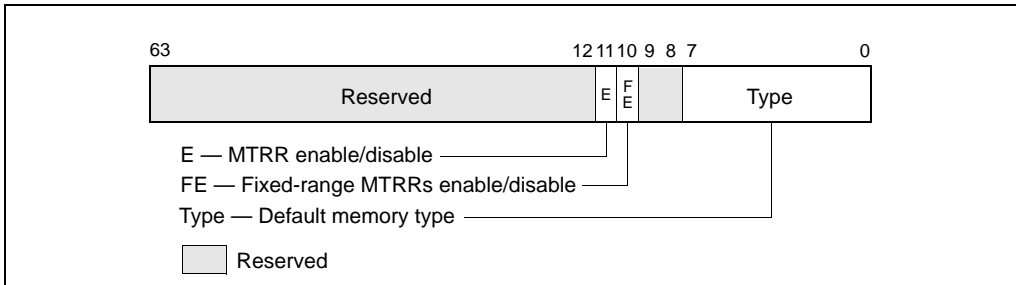 63 12 11 10 9 8 7 0
Reserved E FE Type
E — MTRR enable/disable
FE — Fixed-range MTRRs enable/disable
Type — Default memory type
Reserved